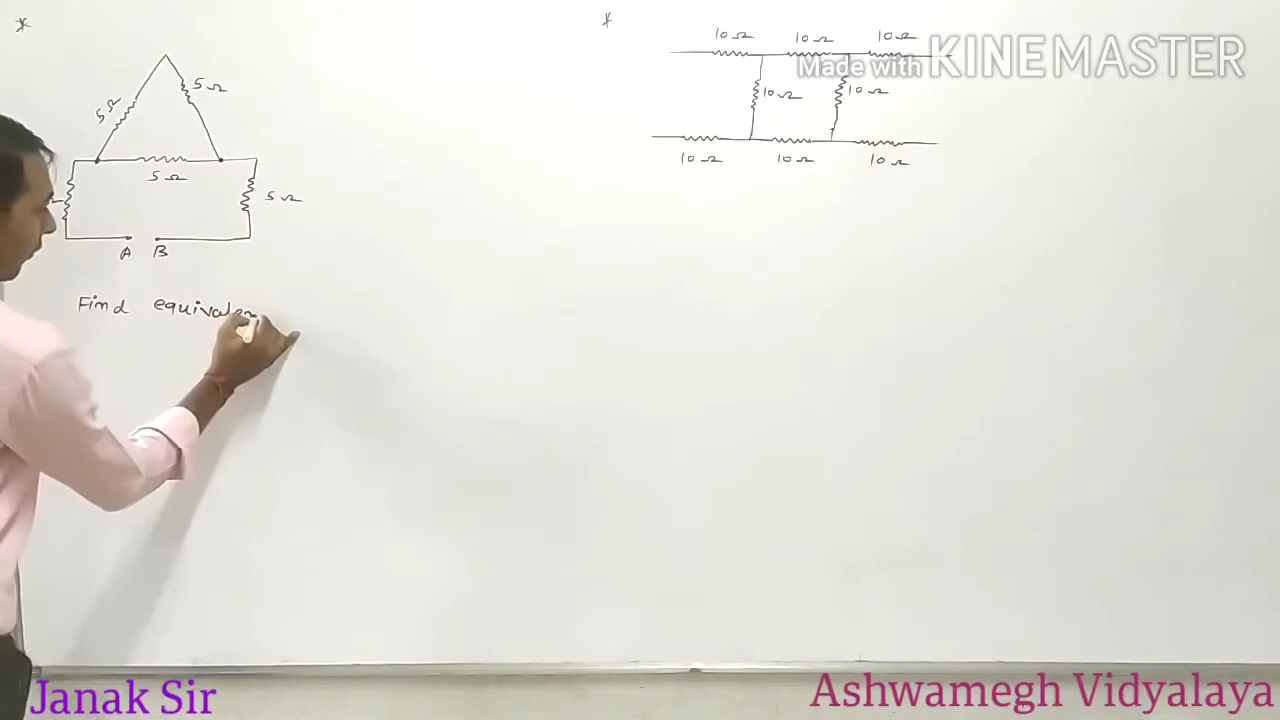 *
5Ω
5Ω
5Ω
5Ω
A B
Find
*
10Ω 10Ω 10Ω
Made with KINEMASTER
10Ω 10Ω
10Ω 10Ω 10Ω
Janak Sir
Ashwamegh Vidyalaya